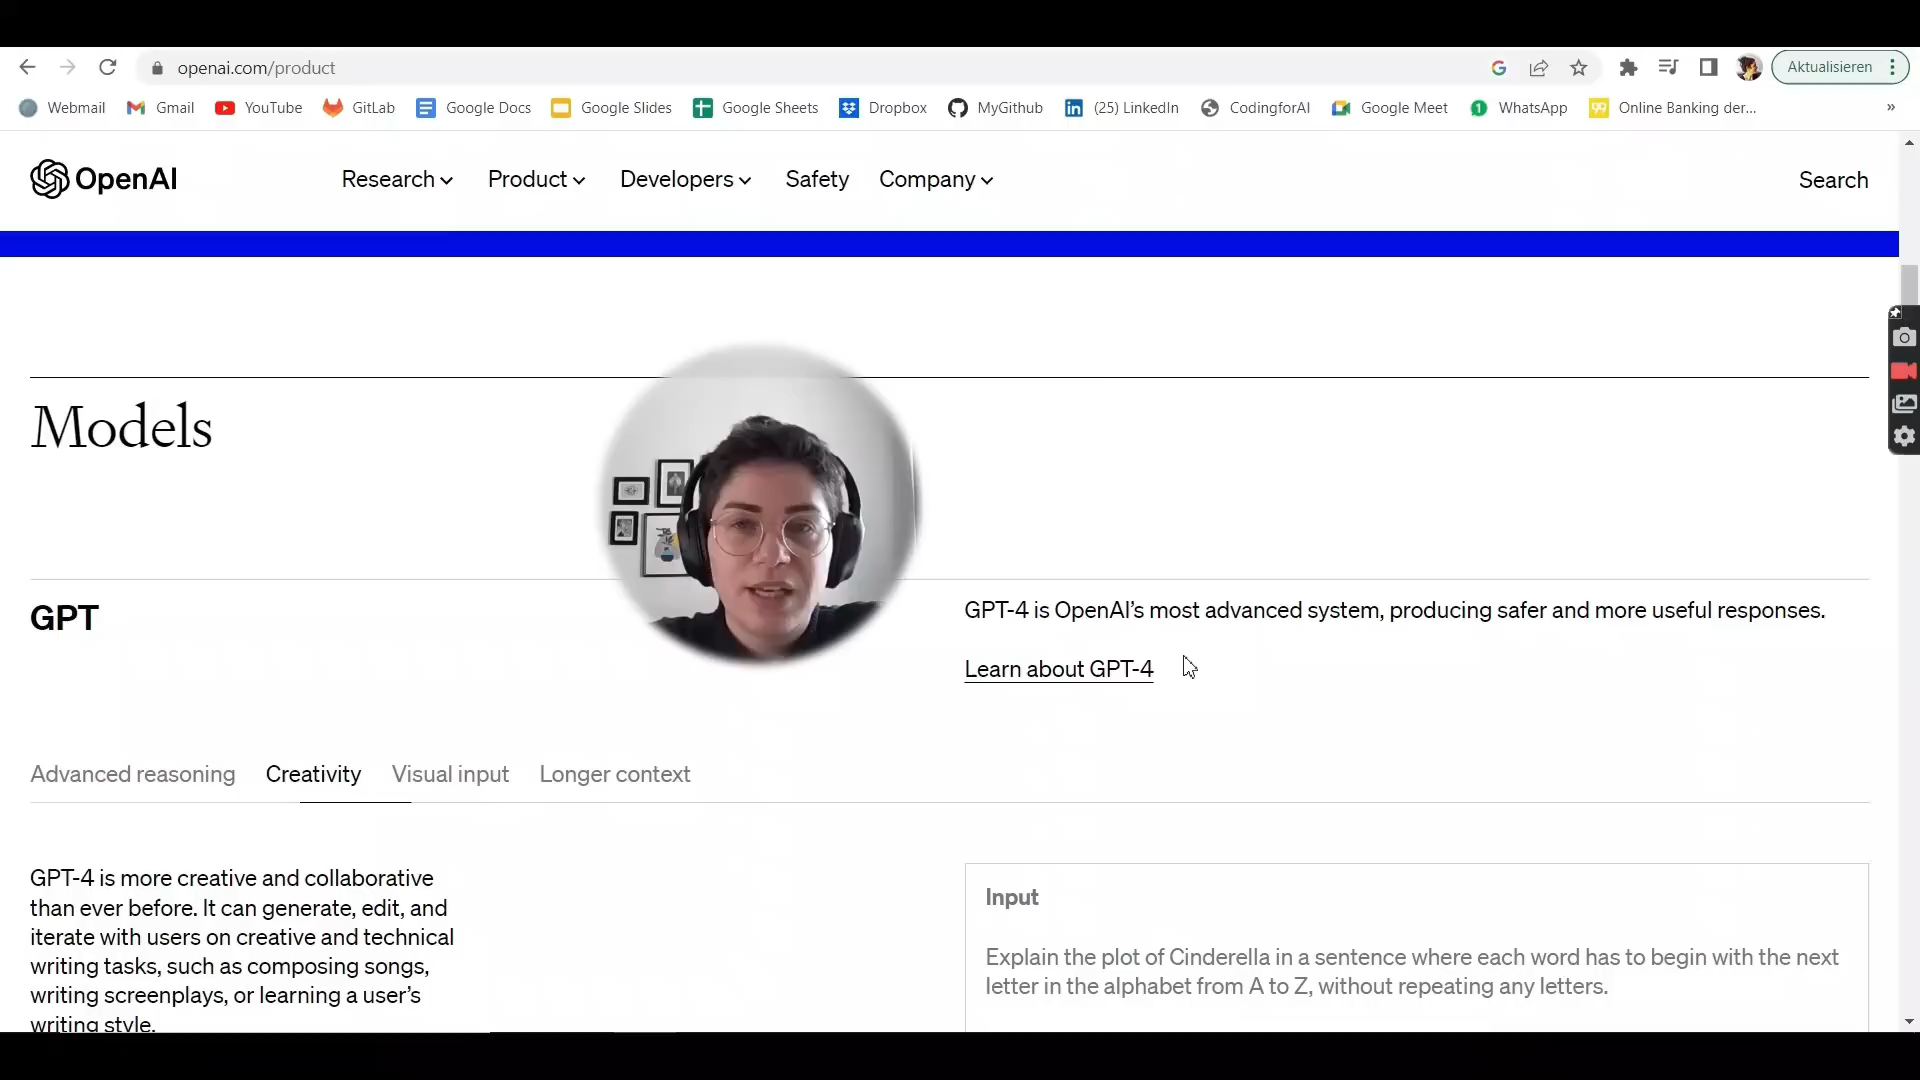 openai.com/product
Aktualisieren
Webmail Gmail YouTube GitLab Google Docs Google Slides Google Sheets Dropbox MyGithub (25) LinkedIn CodingforAI Google Meet 1 WhatsApp Online Banking der... »
OpenAI Research Product Developers Safety Company Search
Models
GPT
GPT-4 is OpenAI’s most advanced system, producing safer and more useful responses.
Learn about GPT-4
Advanced reasoning Creativity Visual input Longer context
GPT-4 is more creative and collaborative
than ever before. It can generate, edit, and
iterate with users on creative and technical
writing tasks, such as composing songs,
writing screenplays, or learning a user’s
writing style.
Input
Explain the plot of Cinderella in a sentence where each word has to begin with the next
letter in the alphabet from A to Z, without repeating any letters.